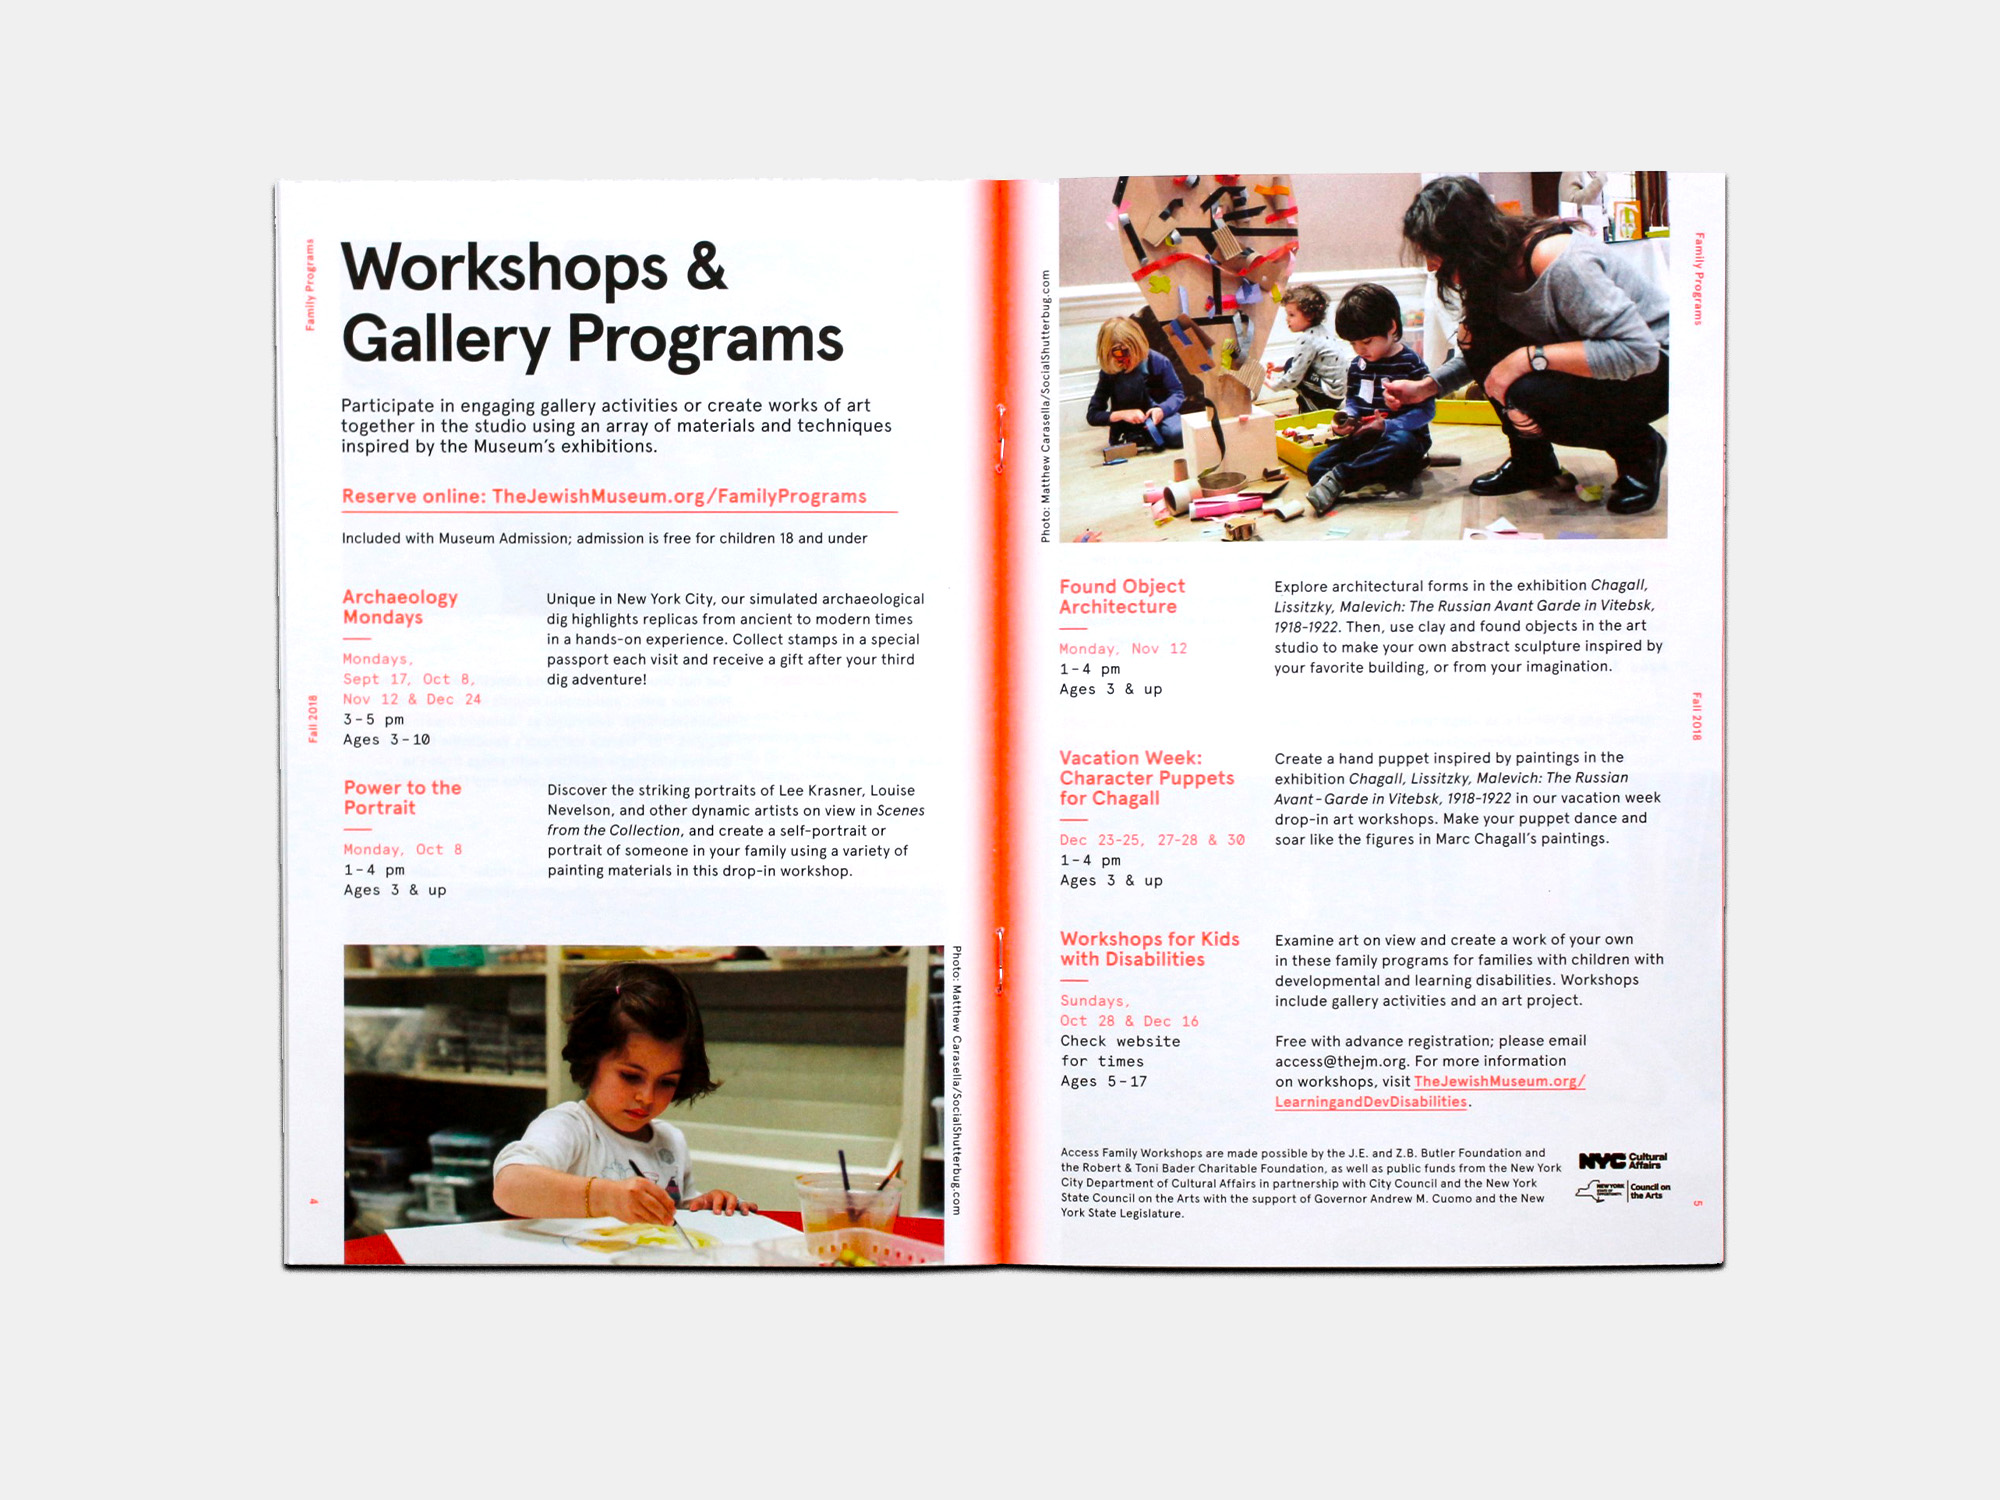 Family Programs
Workshops &
Gallery Programs
Participate in engaging gallery activities or create works of art
together in the studio using an array of materials and techniques
inspired by the Museum's exhibitions.
Reserve online: TheJewishMuseum.org/FamilyPrograms
Included with Museum Admission; admission is free for children 18 and under
Archaeology
Mondays
Mondays,
Sept 17, Oct 8,
Nov 12 & Dec 24
3-5 pm
Ages 3-10
Unique in New York City, our simulated archaeological
dig highlights replicas from ancient to modern times
in a hands-on experience. Collect stamps in a special
passport each visit and receive a gift after your third
dig adventure!
Fall 2018
Power to the
Portrait
Monday, Oct 8
1-4 pm
Ages 3 & up
Discover the striking portraits of Lee Krasner, Louise
Nevelson, and other dynamic artists on view in Scenes
from the Collection, and create a self-portrait or
portrait of someone in your family using a variety of
painting materials in this drop-in workshop.
Photo: Matthew Carasella/SocialShutterbug.com
4
Photo: Matthew Carasella/SocialShutterbug.com
Family Programs
Found Object
Architecture
Monday, Nov 12
1-4 pm
Ages 3 & up
Explore architectural forms in the exhibition Chagall,
Lissitzky, Malevich: The Russian Avant Garde in Vitebsk,
1918-1922. Then, use clay and found objects in the art
studio to make your own abstract sculpture inspired by
your favorite building, or from your imagination.
Fall 2018
Vacation Week:
Character Puppets
for Chagall
Dec 23-25, 27-28 & 30
1-4 pm
Ages 3 & up
Create a hand puppet inspired by paintings in the
exhibition Chagall, Lissitzky, Malevich: The Russian
Avant-Garde in Vitebsk, 1918-1922 in our vacation week
drop-in art workshops. Make your puppet dance and
soar like the figures in Marc Chagall's paintings.
Workshops for Kids
with Disabilities
Sundays,
Oct 28 & Dec 16
Check website
for times
Ages 5-17
Examine art on view and create a work of your own
in these family programs for families with children with
developmental and learning disabilities. Workshops
include gallery activities and an art project.
Free with advance registration; please email
access@thejm.org. For more information
on workshops, visit TheJewishMuseum.org/
LearningandDevDisabilities.
Access Family Workshops are made possible by the J.E. and Z.B. Butler Foundation and
the Robert & Toni Bader Charitable Foundation, as well as public funds from the New York
City Department of Cultural Affairs in partnership with City Council and the New York
State Council on the Arts with the support of Governor Andrew M. Cuomo and the New
York State Legislature.
NYC Cultural
Affairs
NEW YORK
Council on
the Arts
5